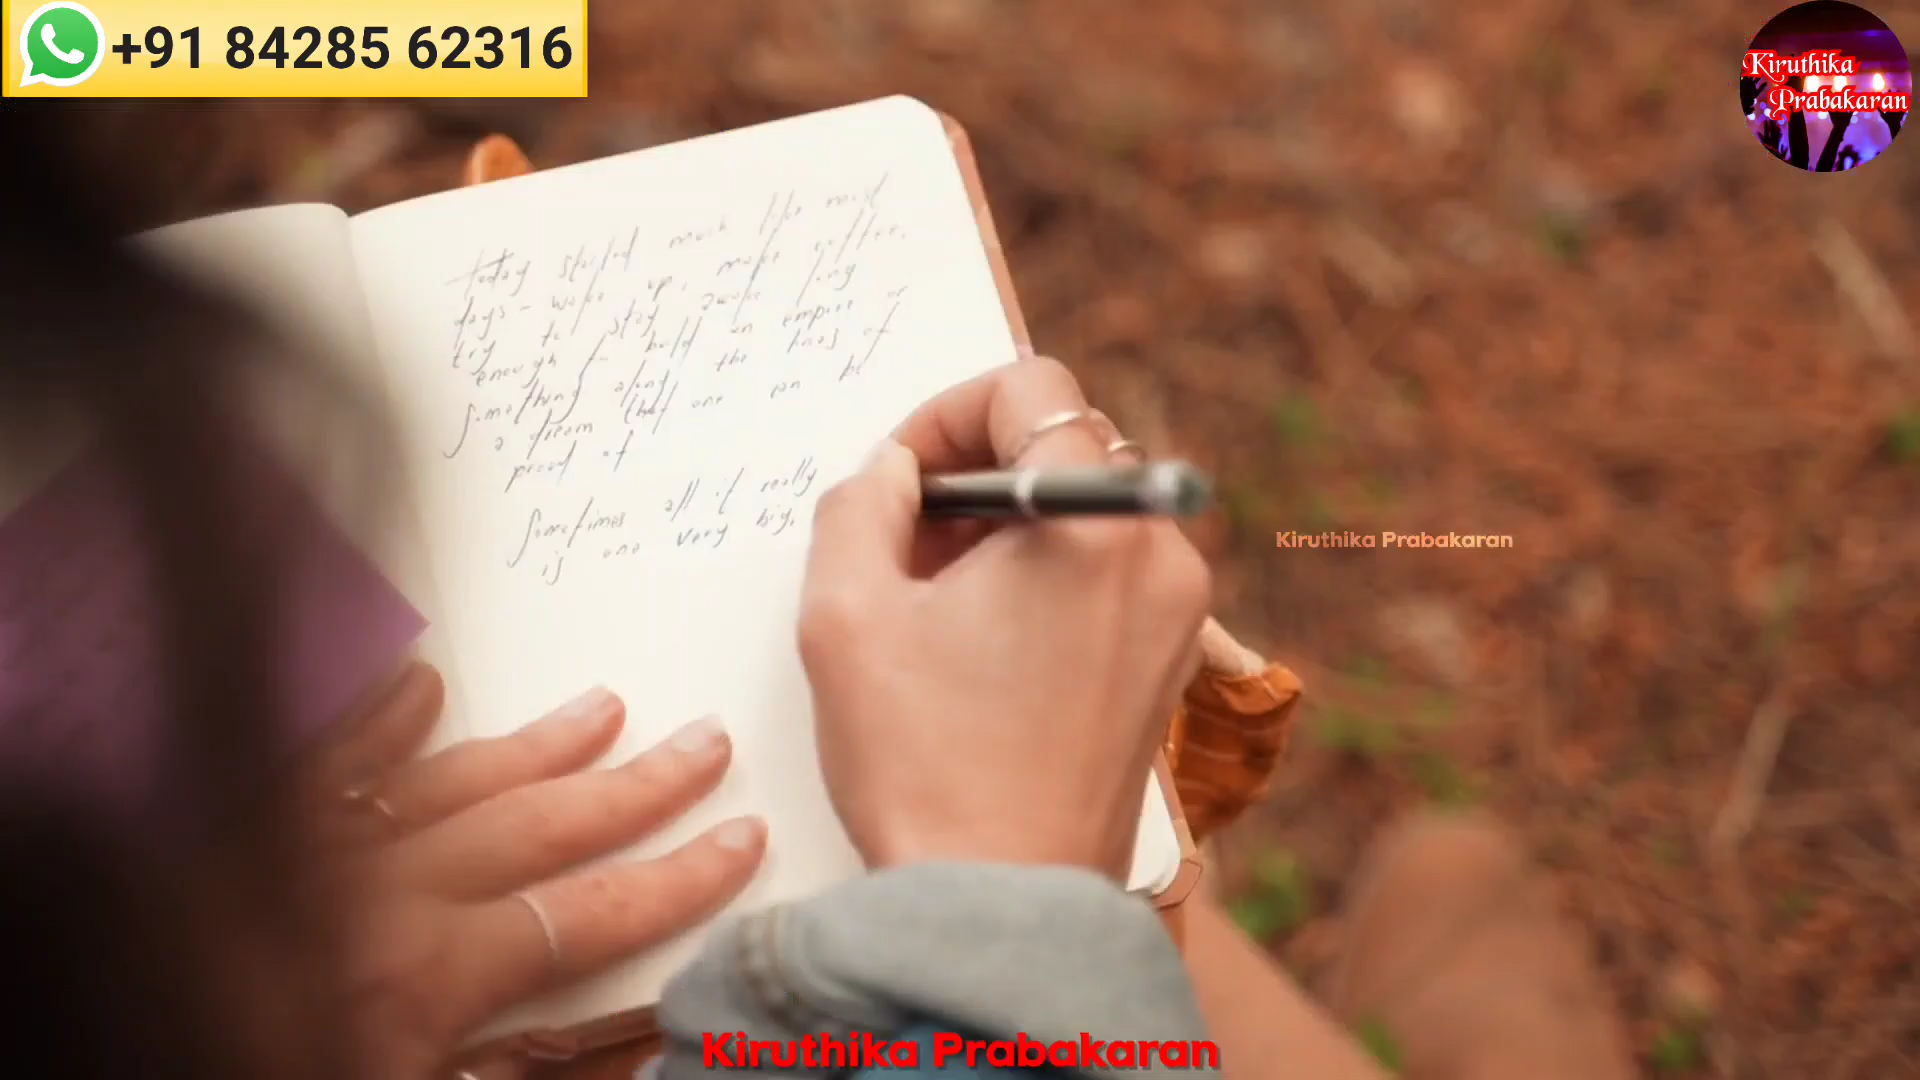 +91 84285 62316
Kiruthika
Prabakaran
today started much like most
days - woke up, make coffee,
try to stay awake long
enough to build an empire or
something along the lines of
a dream that one can be
proud of
Sometimes all it really
is one very big,
Kiruthika Prabakaran
Kiruthika Prabakaran